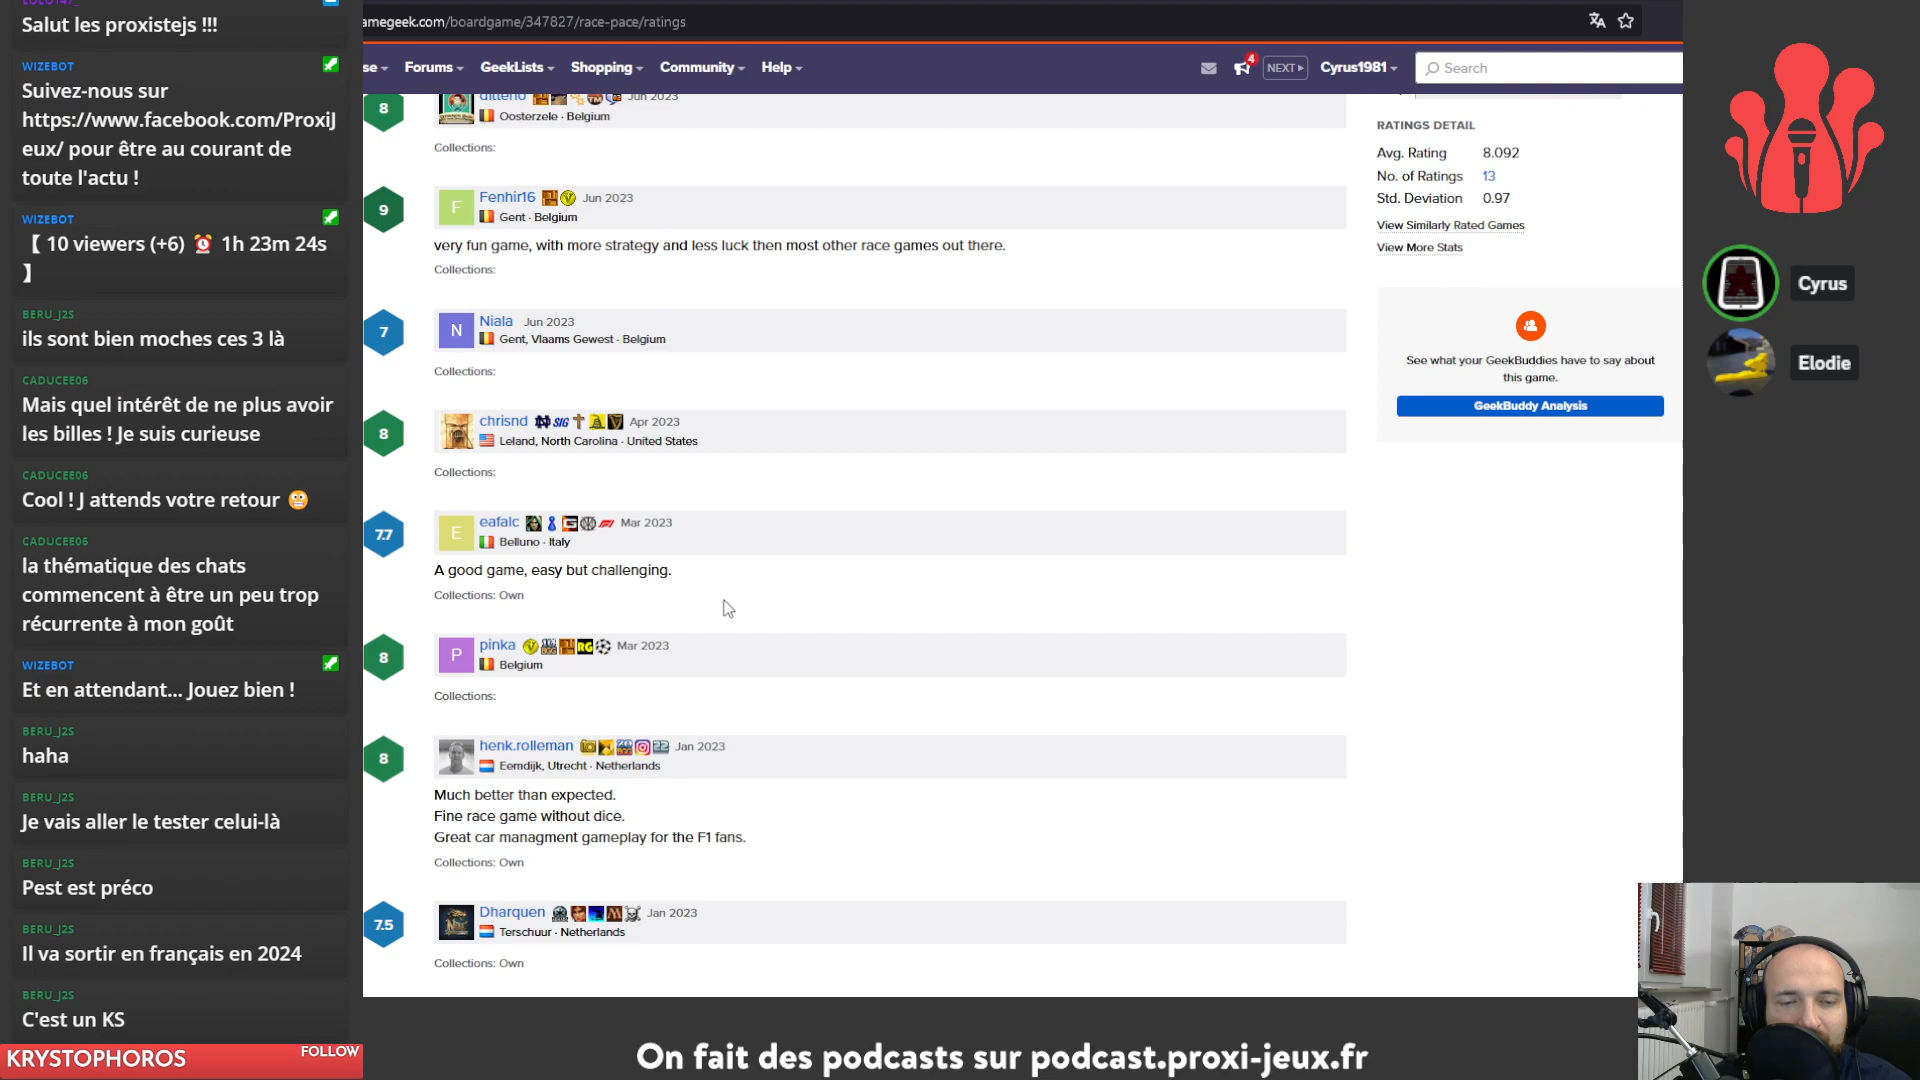 Salut les proxistejs !!!
WIZEBOT
Suivez-nous sur
https://www.facebook.com/ProxiJ
eux/ pour être au courant de
toute l'actu !
WIZEBOT
【 10 viewers (+6) ⏰ 1h 23m 24s
】
BERU_J2S
ils sont bien moches ces 3 là
CADUCEE06
Mais quel intérêt de ne plus avoir
les billes ! Je suis curieuse
CADUCEE06
Cool ! J attends votre retour 😬
CADUCEE06
la thématique des chats
commencent à être un peu trop
récurrente à mon goût
WIZEBOT
Et en attendant... Jouez bien !
BERU_J2S
haha
BERU_J2S
Je vais aller le tester celui-là
BERU_J2S
Pest est préco
BERU_J2S
Il va sortir en français en 2024
BERU_J2S
C'est un KS
KRYSTOPHOROS FOLLOW
amegeek.com/boardgame/347827/race-pace/ratings
se Forums GeekLists Shopping Community Help
4 NEXT Cyrus1981 Search
8 ditteho Jun 2023
Oosterzele · Belgium
Collections:
9 F Fenhir16 Jun 2023
Gent · Belgium
very fun game, with more strategy and less luck then most other race games out there.
Collections:
7 N Niala Jun 2023
Gent, Vlaams Gewest · Belgium
Collections:
8 chrisnd SIG Apr 2023
Leland, North Carolina · United States
Collections:
7.7 E eafalc Mar 2023
Belluno · Italy
A good game, easy but challenging.
Collections: Own
8 P pinka RG Mar 2023
Belgium
Collections:
8 henk.rolleman 22 Jan 2023
Eemdijk, Utrecht · Netherlands
Much better than expected.
Fine race game without dice.
Great car managment gameplay for the F1 fans.
Collections: Own
7.5 Dharquen Jan 2023
Terschuur · Netherlands
Collections: Own
RATINGS DETAIL
Avg. Rating 8.092
No. of Ratings 13
Std. Deviation 0.97
View Similarly Rated Games
View More Stats
See what your GeekBuddies have to say about
this game.
GeekBuddy Analysis
Cyrus
Elodie
On fait des podcasts sur podcast.proxi-jeux.fr